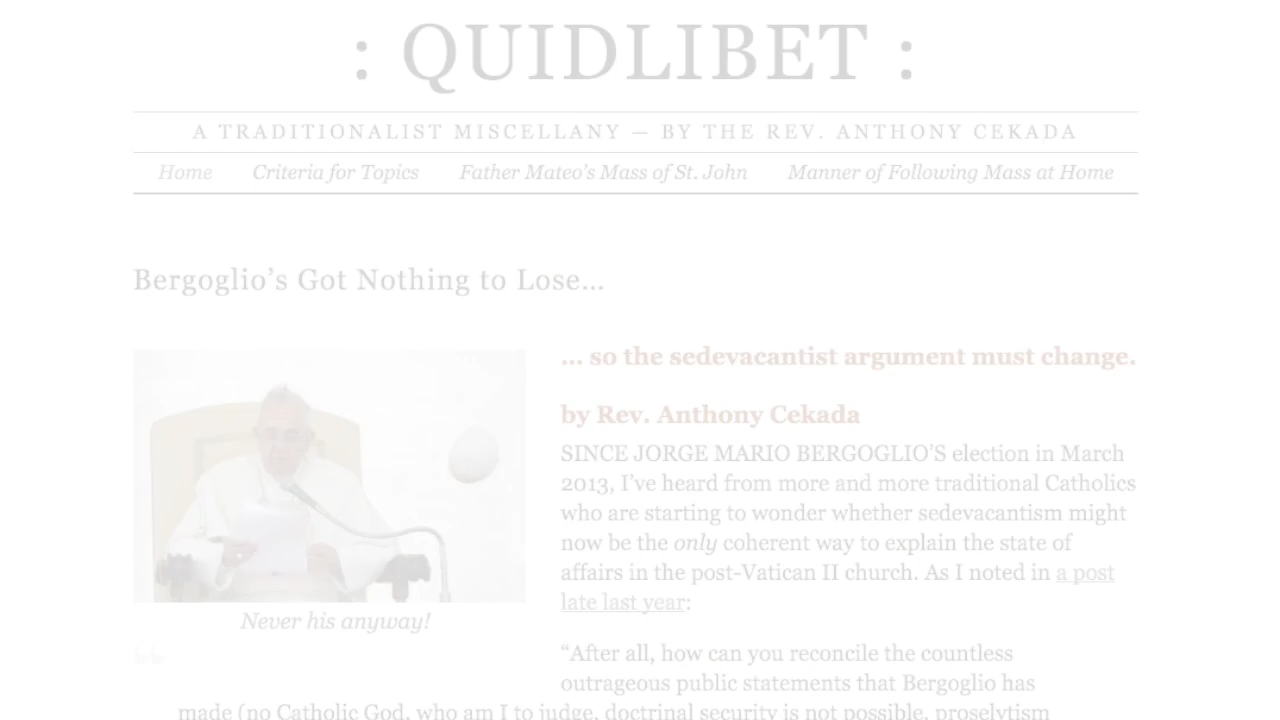 : QUIDLIBET :
A TRADITIONALIST MISCELLANY — BY THE REV. ANTHONY CEKADA
Home Criteria for Topics Father Mateo’s Mass of St. John Manner of Following Mass at Home
Bergoglio’s Got Nothing to Lose…
… so the sedevacantist argument must change.
by Rev. Anthony Cekada
SINCE JORGE MARIO BERGOGLIO’S election in March
2013, I’ve heard from more and more traditional Catholics
who are starting to wonder whether sedevacantism might
now be the only coherent way to explain the state of
affairs in the post-Vatican II church. As I noted in a post
late last year:
Never his anyway!
“
“After all, how can you reconcile the countless
outrageous public statements that Bergoglio has
made (no Catholic God, who am I to judge, doctrinal security is not possible, proselytism